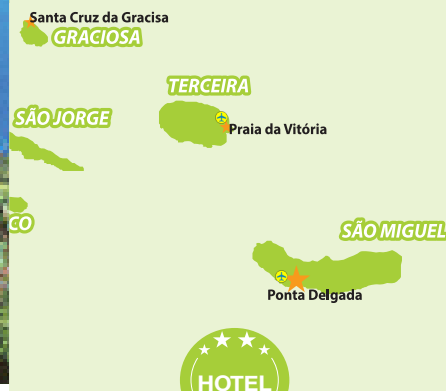 Santa Cruz da Gracisa
GRACIOSA
TERCEIRA
SÃO JORGE
Praia da Vitória
CO
SÃO MIGUEL
Ponta Delgada
HOTEL